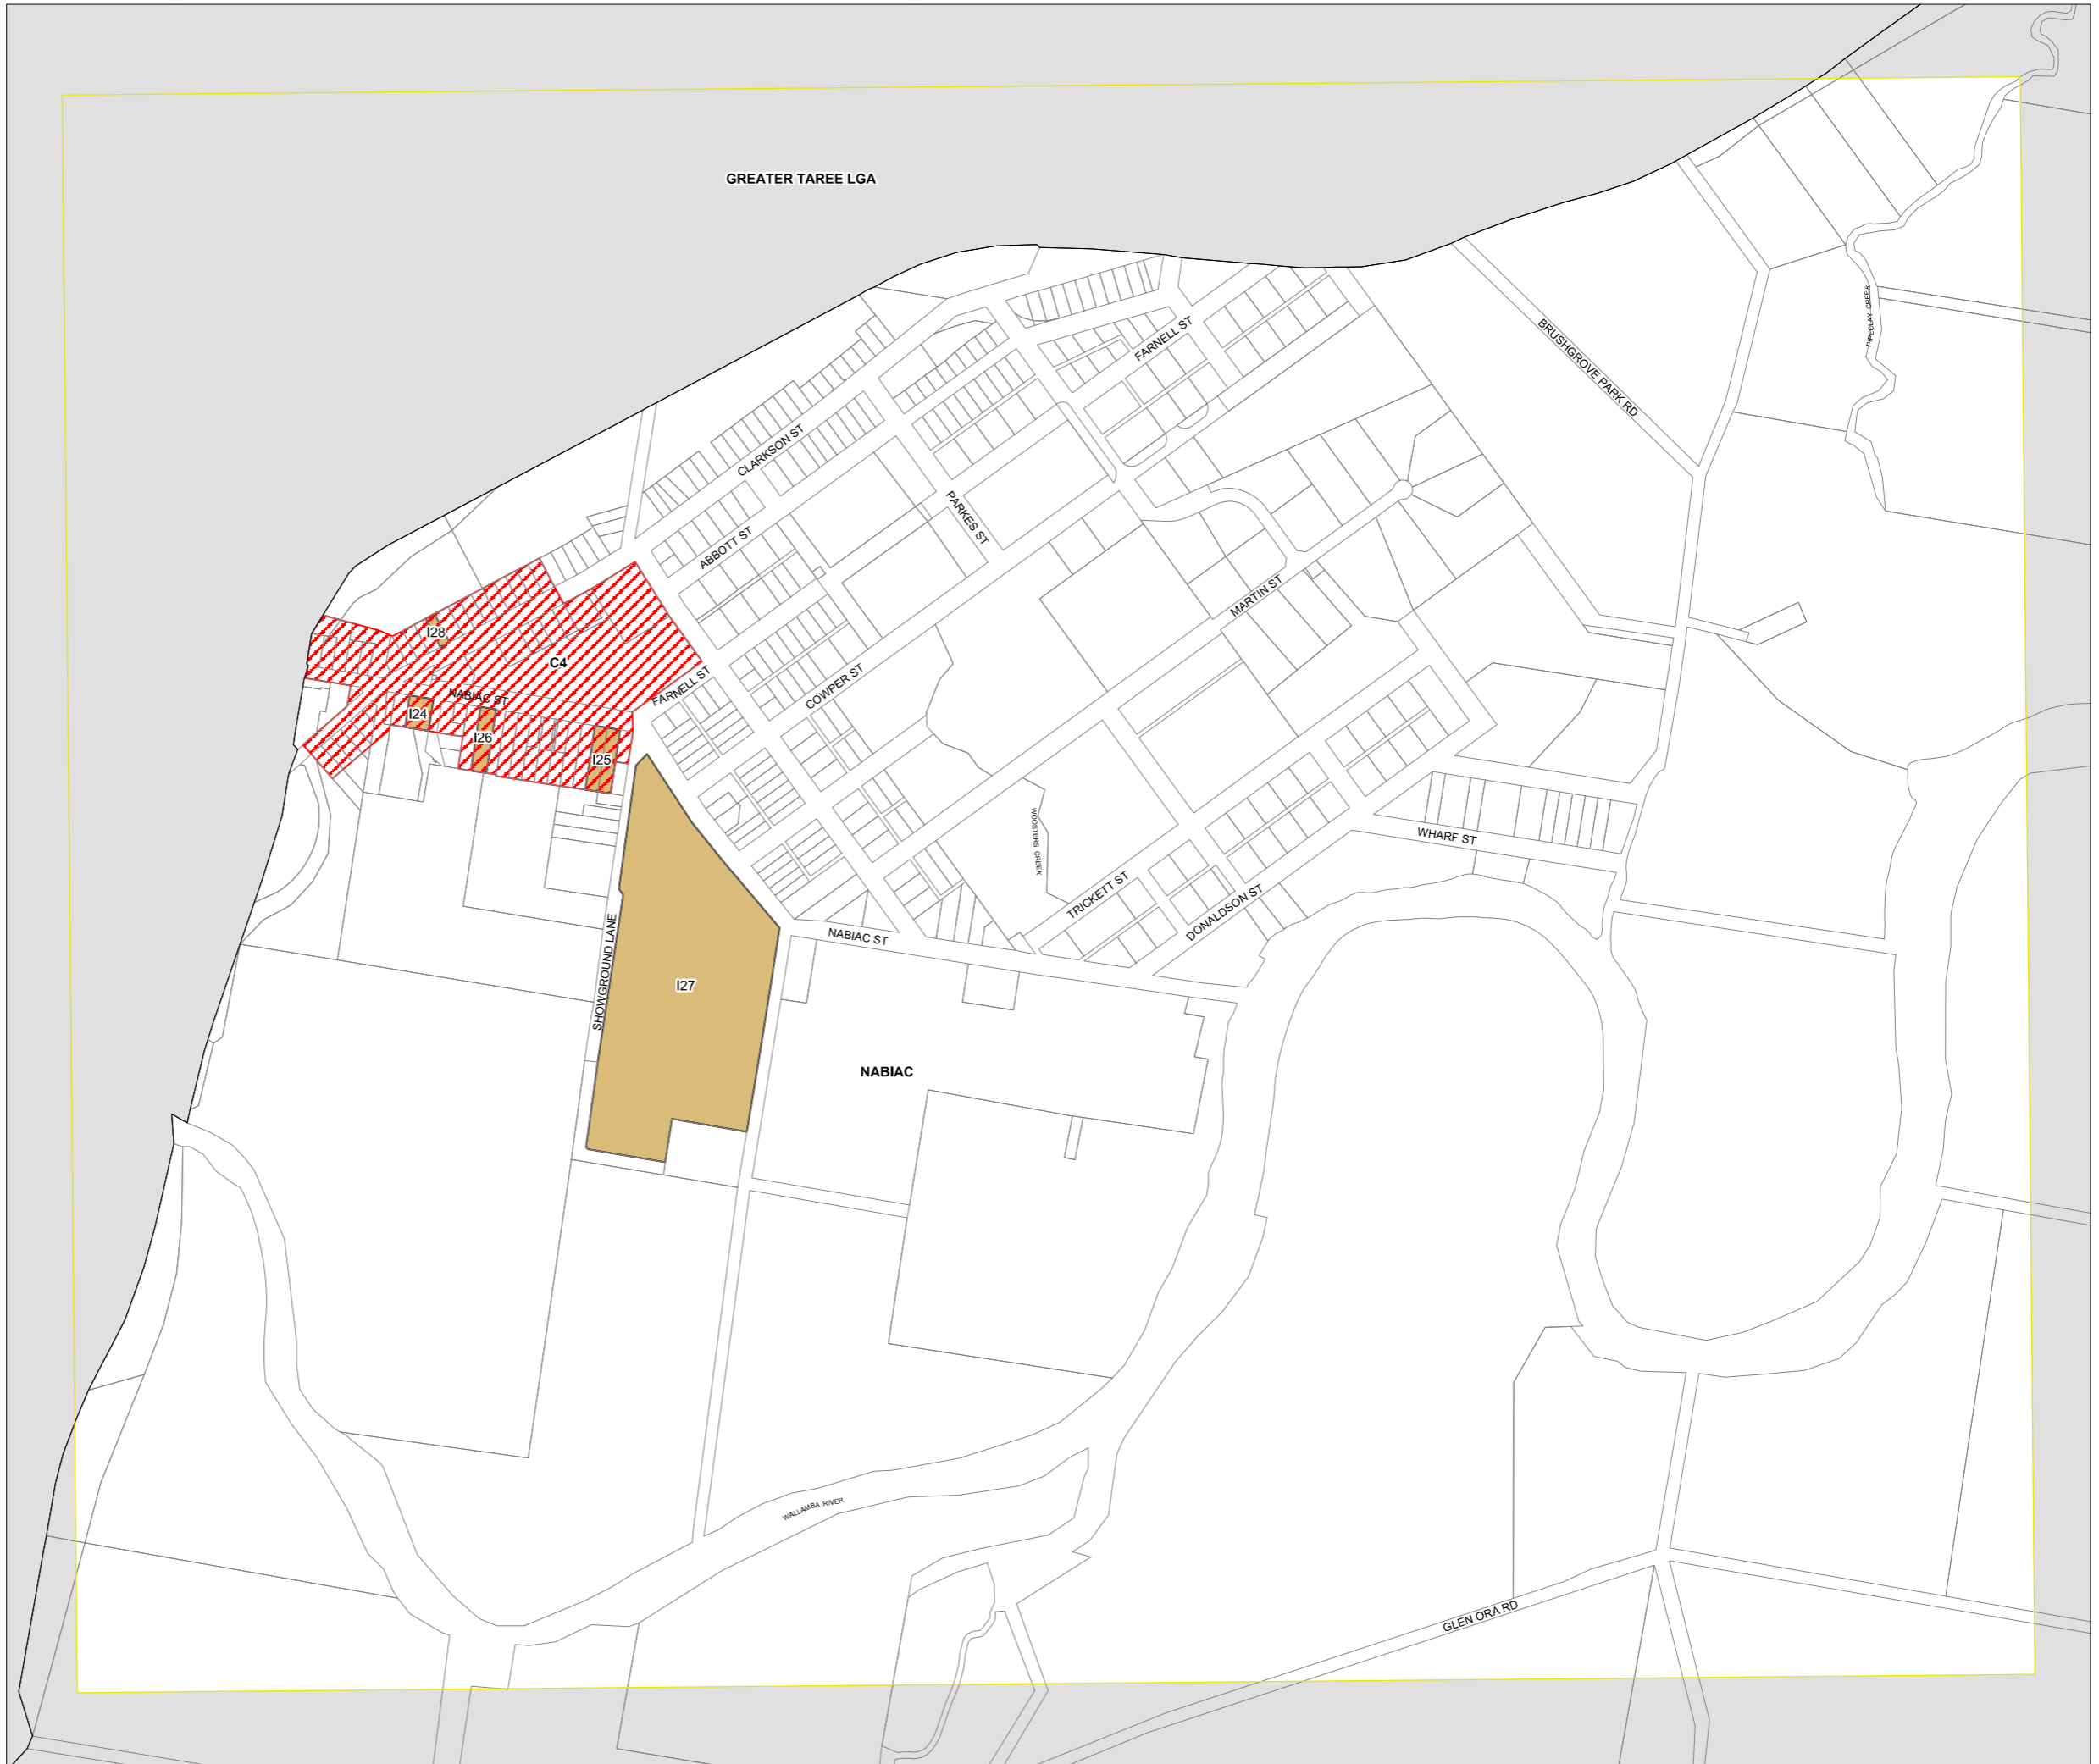 GREATER TAREE LGA
PIPECLAY CREEK
BRUSHGROVE PARK RD
FARNELL ST
CLARKSON ST
PARKES ST
ABBOTT ST
MARTIN ST
I28
C4
NABIAC ST
FARNELL ST
COWPER ST
I24
I26
I25
WOOSTERS CREEK
WHARF ST
TRICKETT ST
DONALDSON ST
NABIAC ST
SHOWGROUND LANE
I27
NABIAC
WALLAMBA RIVER
GLEN ORA RD